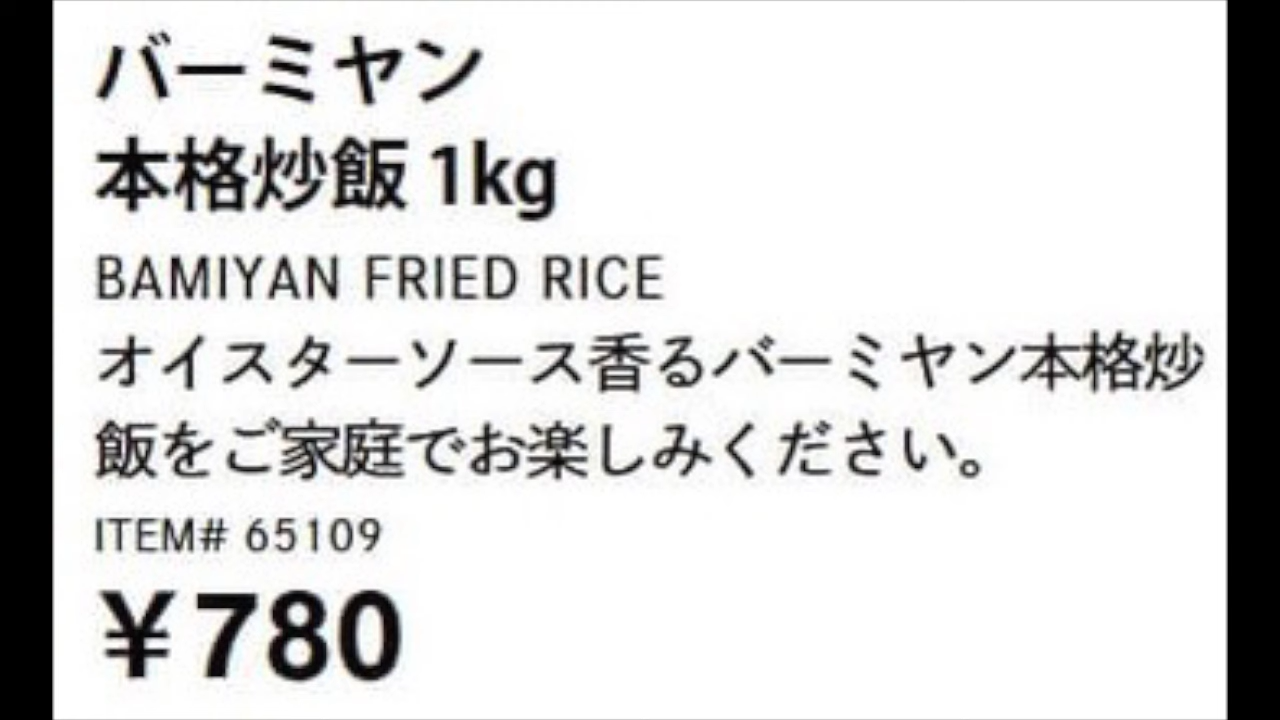 バーミヤン
本格炒飯 1kg
BAMIYAN FRIED RICE
オイスターソース香るバーミヤン本格炒
飯をご家庭でお楽しみください。
ITEM# 65109
¥780